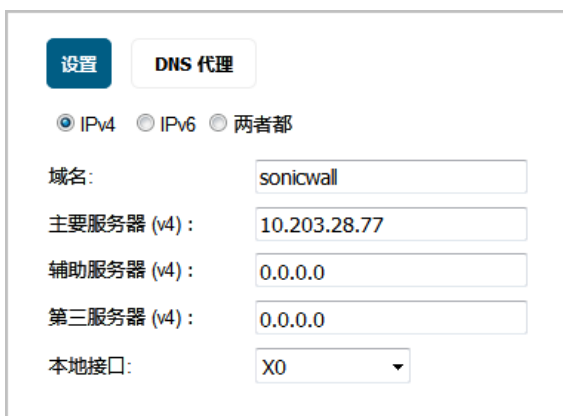 设置 DNS 代理
IPv4 IPv6 两者都
域名: sonicwall
主要服务器 (v4)： 10.203.28.77
辅助服务器 (v4)： 0.0.0.0
第三服务器 (v4)： 0.0.0.0
本地接口: X0